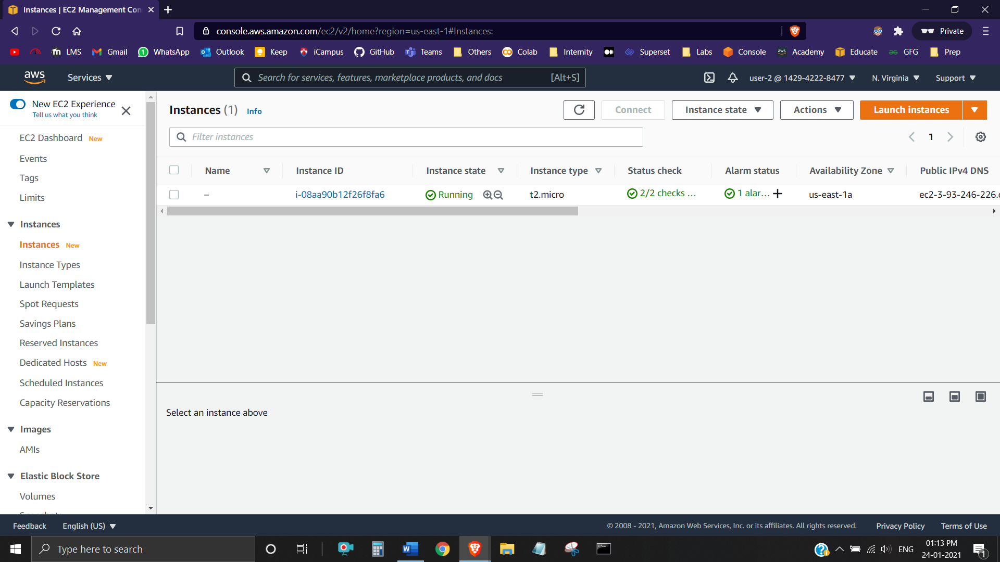 Instances | EC2 Management Con
console.aws.amazon.com/ec2/v2/home?region=us-east-1#Instances:
Private
LMS Gmail WhatsApp Outlook Keep iCampus GitHub Teams Others Colab Internity Superset Labs Console Academy Educate GFG Prep
aws Services Search for services, features, marketplace products, and docs [Alt+S] user-2 @ 1429-4222-8477 N. Virginia Support
New EC2 Experience
Tell us what you think
EC2 Dashboard New
Events
Tags
Limits
Instances
Instances New
Instance Types
Launch Templates
Spot Requests
Savings Plans
Reserved Instances
Dedicated Hosts New
Scheduled Instances
Capacity Reservations
Images
AMIs
Elastic Block Store
Volumes
Instances (1) Info Connect Instance state Actions Launch instances
Filter instances 1
Name Instance ID Instance state Instance type Status check Alarm status Availability Zone Public IPv4 DNS
– i-08aa90b12f26f8fa6 Running t2.micro 2/2 checks ... 1 alar... us-east-1a ec2-3-93-246-226.c
Select an instance above
Feedback English (US) © 2008 - 2021, Amazon Web Services, Inc. or its affiliates. All rights reserved. Privacy Policy Terms of Use
Type here to search ENG 01:13 PM
24-01-2021 1